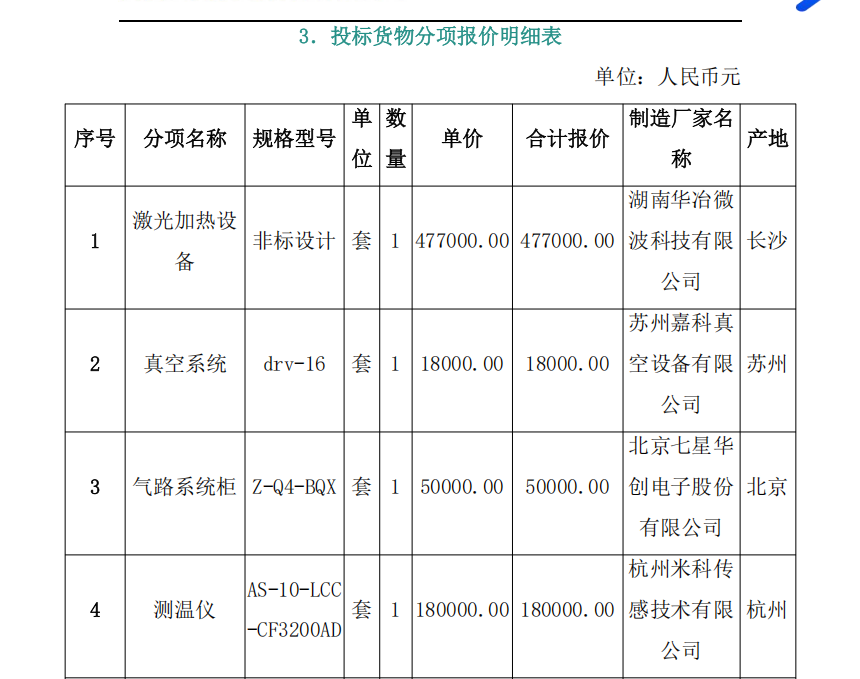 3. 投标货物分项报价明细表
单位：人民币元
序号 分项名称 规格型号 单位 数量 单价 合计报价 制造厂家名称 产地
1 激光加热设备 非标设计 套 1 477000.00 477000.00 湖南华冶微波科技有限公司 长沙
2 真空系统 drv-16 套 1 18000.00 18000.00 苏州嘉科真空设备有限公司 苏州
3 气路系统柜 Z-Q4-BQX 套 1 50000.00 50000.00 北京七星华创电子股份有限公司 北京
4 测温仪 AS-10-LCC-CF3200AD 套 1 180000.00 180000.00 杭州米科传感技术有限公司 杭州